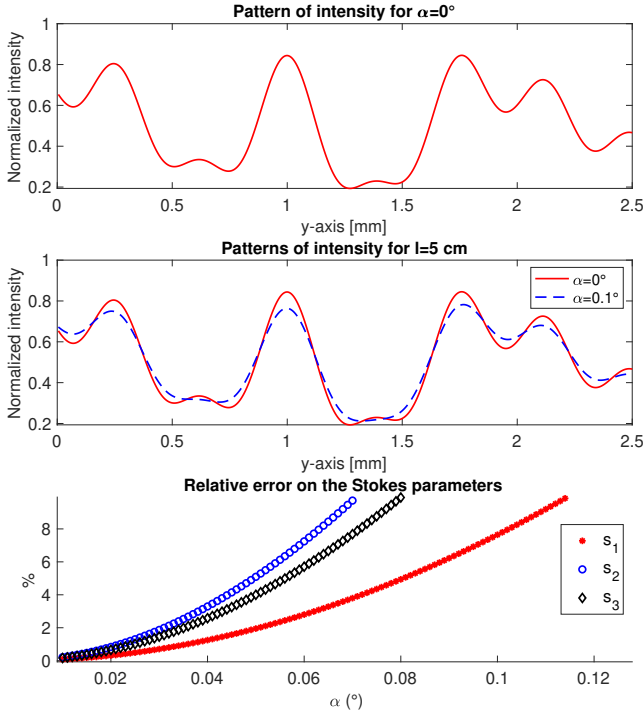 Pattern of intensity for α=0°
Normalized intensity
1
0.8
0.6
0.4
0.2
0 0.5 1 1.5 2 2.5
y-axis [mm]
Patterns of intensity for l=5 cm
Normalized intensity
1
0.8
0.6
0.4
0.2
α=0°
α=0.1°
0 0.5 1 1.5 2 2.5
y-axis [mm]
Relative error on the Stokes parameters
%
8
6
4
2
0
s₁
s₂
s₃
0.02 0.04 0.06 0.08 0.1 0.12
α (°)